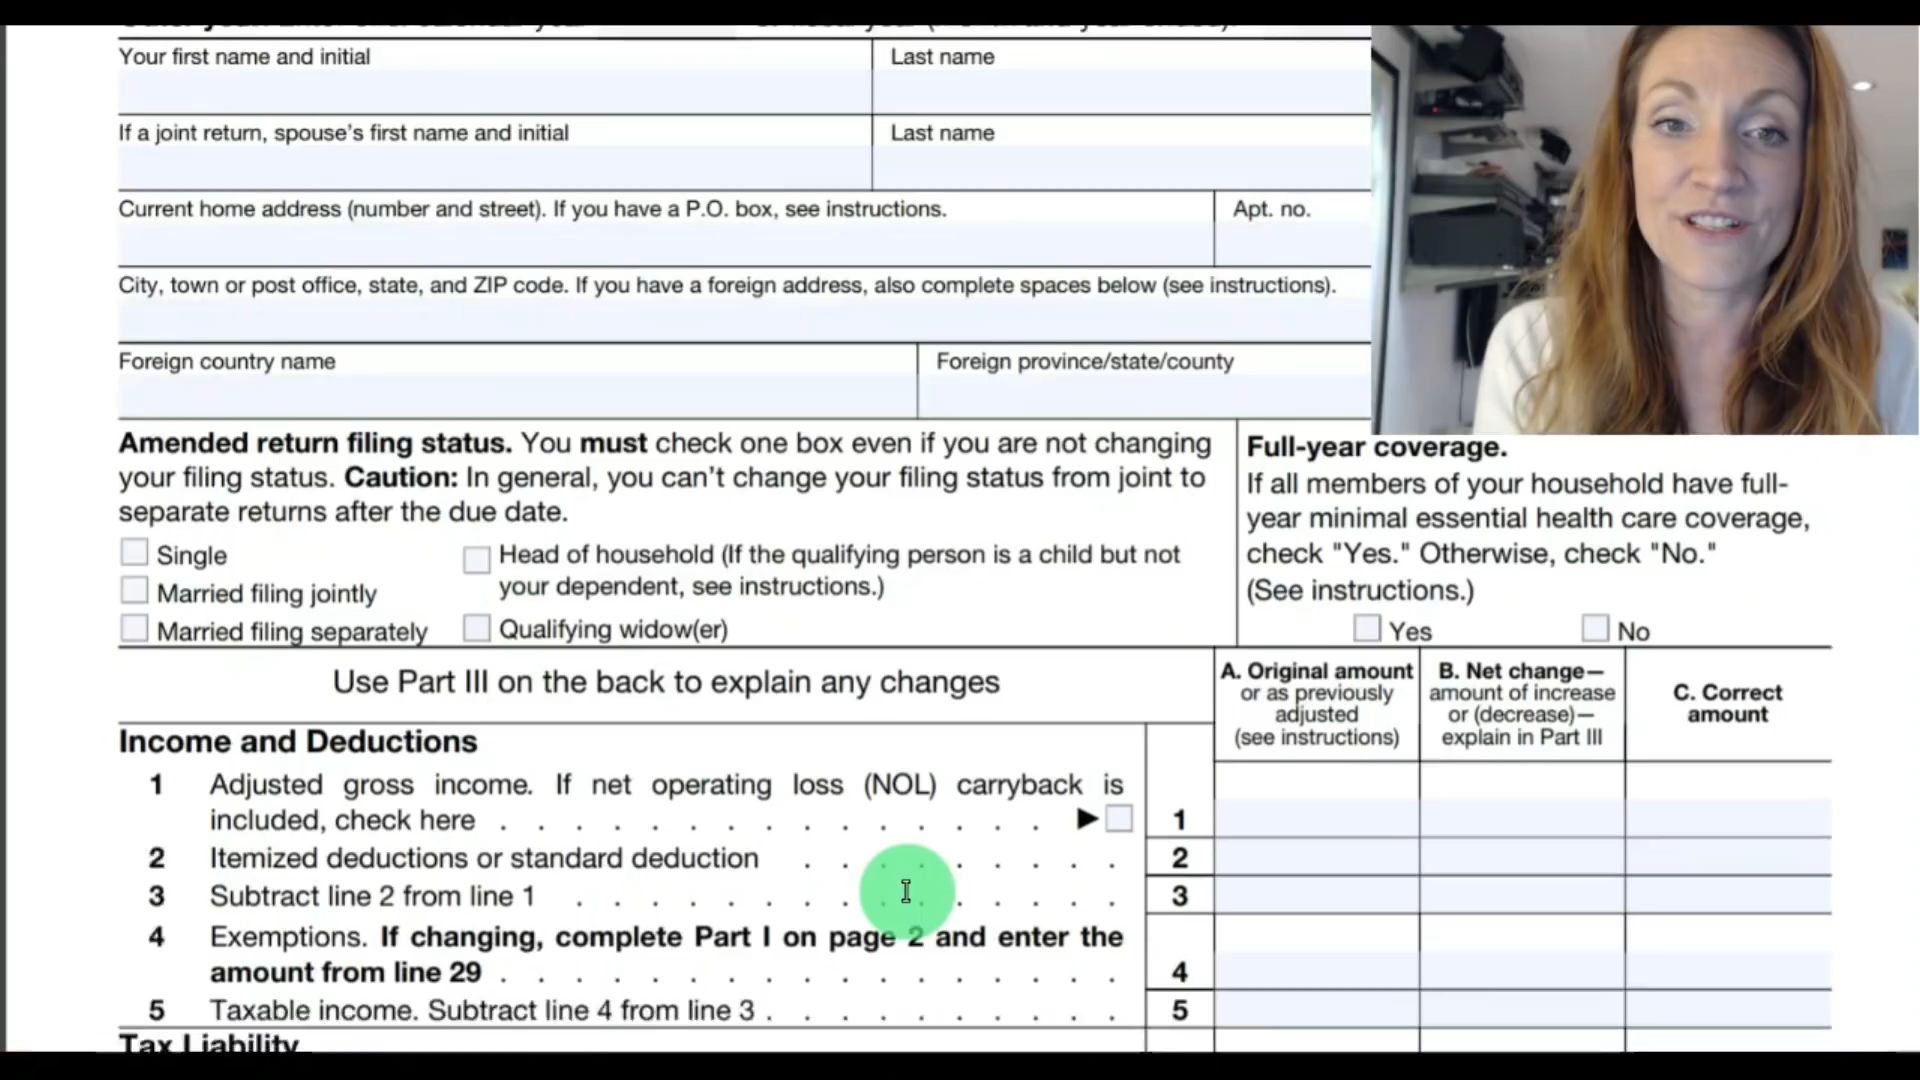 Your first name and initial
Last name
If a joint return, spouse's first name and initial
Last name
Current home address (number and street). If you have a P.O. box, see instructions.
Apt. no.
City, town or post office, state, and ZIP code. If you have a foreign address, also complete spaces below (see instructions).
Foreign country name
Foreign province/state/county
Amended return filing status. You must check one box even if you are not changing
your filing status. Caution: In general, you can't change your filing status from joint to
separate returns after the due date.
Single
Married filing jointly
Married filing separately
Head of household (If the qualifying person is a child but not
your dependent, see instructions.)
Qualifying widow(er)
Full-year coverage.
If all members of your household have full-
year minimal essential health care coverage,
check "Yes." Otherwise, check "No."
(See instructions.)
Yes No
Use Part III on the back to explain any changes
A. Original amount
or as previously
adjusted
(see instructions)
B. Net change—
amount of increase
or (decrease)—
explain in Part III
C. Correct
amount
Income and Deductions
1 Adjusted gross income. If net operating loss (NOL) carryback is
included, check here . . . . . . . . . . . . . . . ▶ 1
2 Itemized deductions or standard deduction . . . . . . . . . 2
3 Subtract line 2 from line 1 . . . . . . . . . . . . . . . 3
4 Exemptions. If changing, complete Part I on page 2 and enter the
amount from line 29 . . . . . . . . . . . . . . . . . 4
5 Taxable income. Subtract line 4 from line 3 . . . . . . . . . . 5
Tax Liability